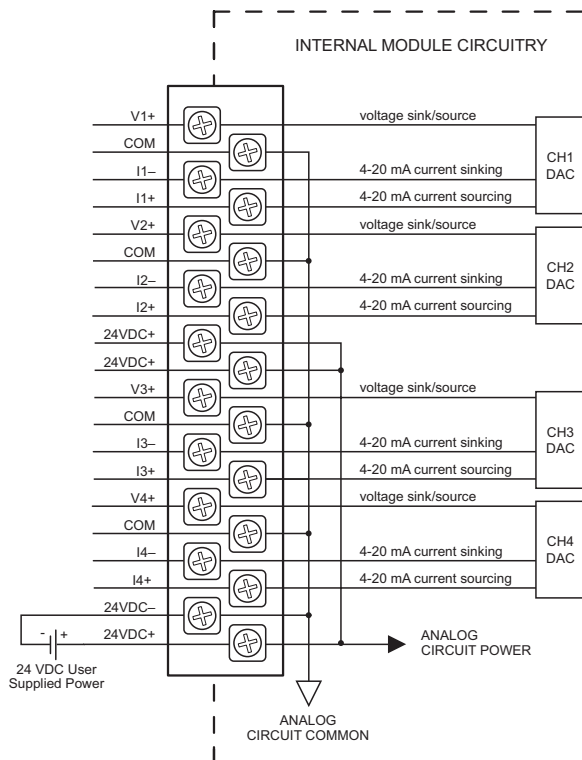 INTERNAL MODULE CIRCUITRY
V1+
voltage sink/source
COM
I1–
4-20 mA current sinking
I1+
4-20 mA current sourcing
CH1
DAC
V2+
voltage sink/source
COM
I2–
4-20 mA current sinking
I2+
4-20 mA current sourcing
CH2
DAC
24VDC+
24VDC+
V3+
voltage sink/source
COM
I3–
4-20 mA current sinking
I3+
4-20 mA current sourcing
CH3
DAC
V4+
voltage sink/source
COM
I4–
4-20 mA current sinking
I4+
4-20 mA current sourcing
CH4
DAC
24VDC–
- +
24VDC+
24 VDC User
Supplied Power
ANALOG
CIRCUIT POWER
ANALOG
CIRCUIT COMMON